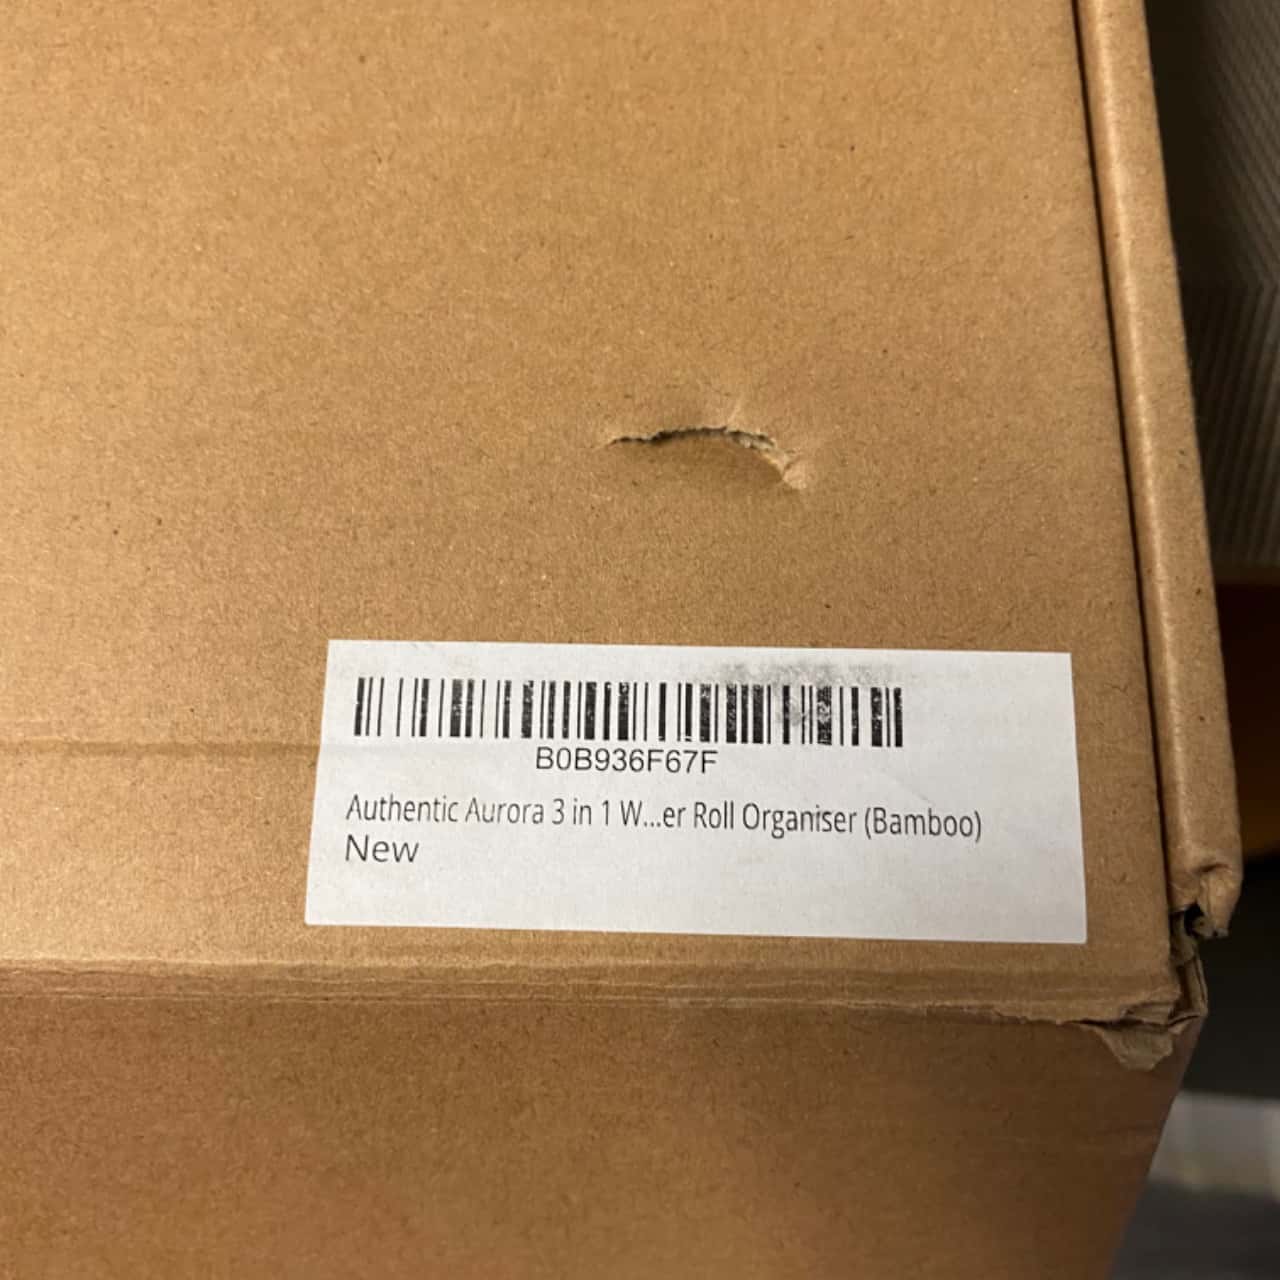 B0B936F67F
Authentic Aurora 3 in 1 W...er Roll Organiser (Bamboo)
New